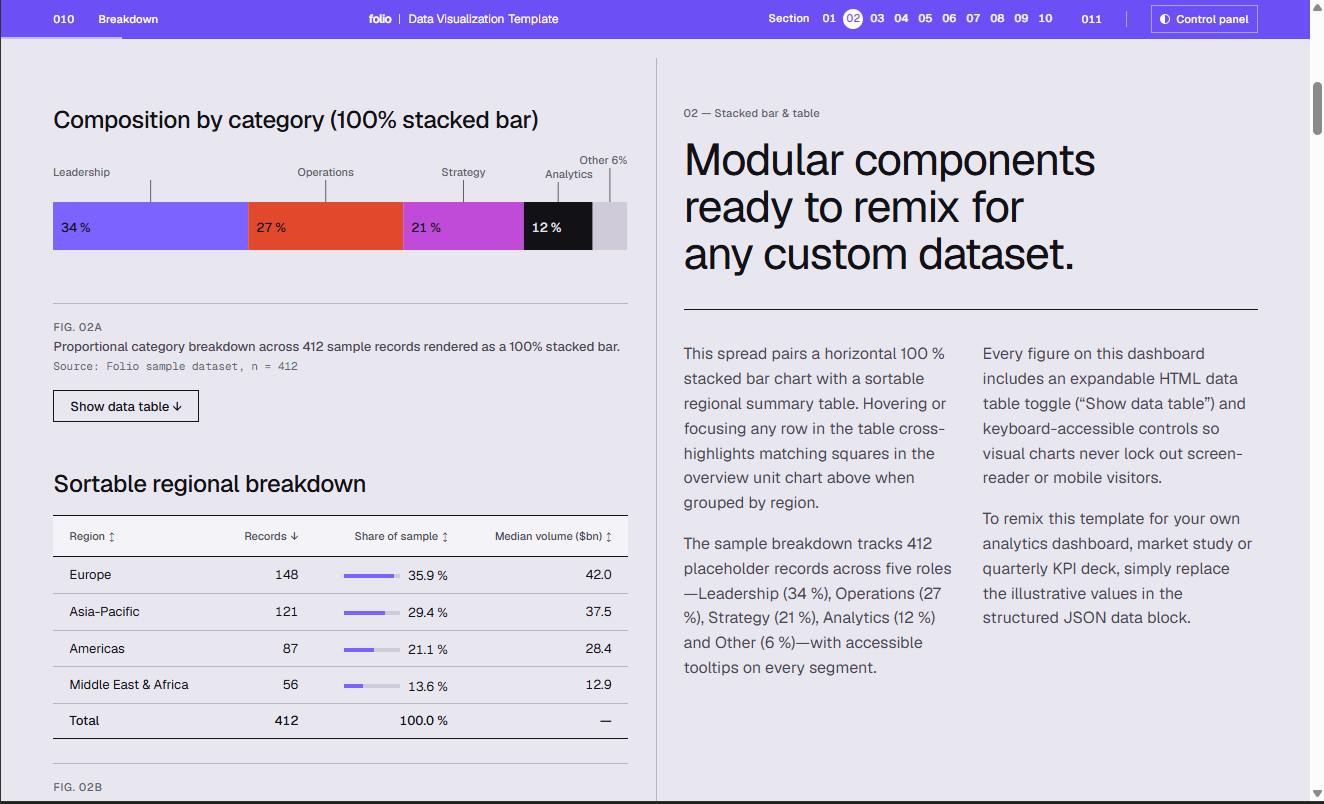 010 Breakdown folio | Data Visualization Template Section 01 02 03 04 05 06 07 08 09 10 011 Control panel
Composition by category (100% stacked bar)
Other 6%
Leadership Operations Strategy Analytics
34 % 27 % 21 % 12 %
FIG. 02A
Proportional category breakdown across 412 sample records rendered as a 100% stacked bar.
Source: Folio sample dataset, n = 412
Show data table ↓
Sortable regional breakdown
Region ↕ Records ↓ Share of sample ↕ Median volume ($bn) ↕
Europe 148 35.9 % 42.0
Asia-Pacific 121 29.4 % 37.5
Americas 87 21.1 % 28.4
Middle East & Africa 56 13.6 % 12.9
Total 412 100.0 % —
FIG. 02B
02 — Stacked bar & table
Modular components
ready to remix for
any custom dataset.
This spread pairs a horizontal 100 %
stacked bar chart with a sortable
regional summary table. Hovering or
focusing any row in the table cross-
highlights matching squares in the
overview unit chart above when
grouped by region.
The sample breakdown tracks 412
placeholder records across five roles
—Leadership (34 %), Operations (27
%), Strategy (21 %), Analytics (12 %)
and Other (6 %)—with accessible
tooltips on every segment.
Every figure on this dashboard
includes an expandable HTML data
table toggle (“Show data table”) and
keyboard-accessible controls so
visual charts never lock out screen-
reader or mobile visitors.
To remix this template for your own
analytics dashboard, market study or
quarterly KPI deck, simply replace
the illustrative values in the
structured JSON data block.